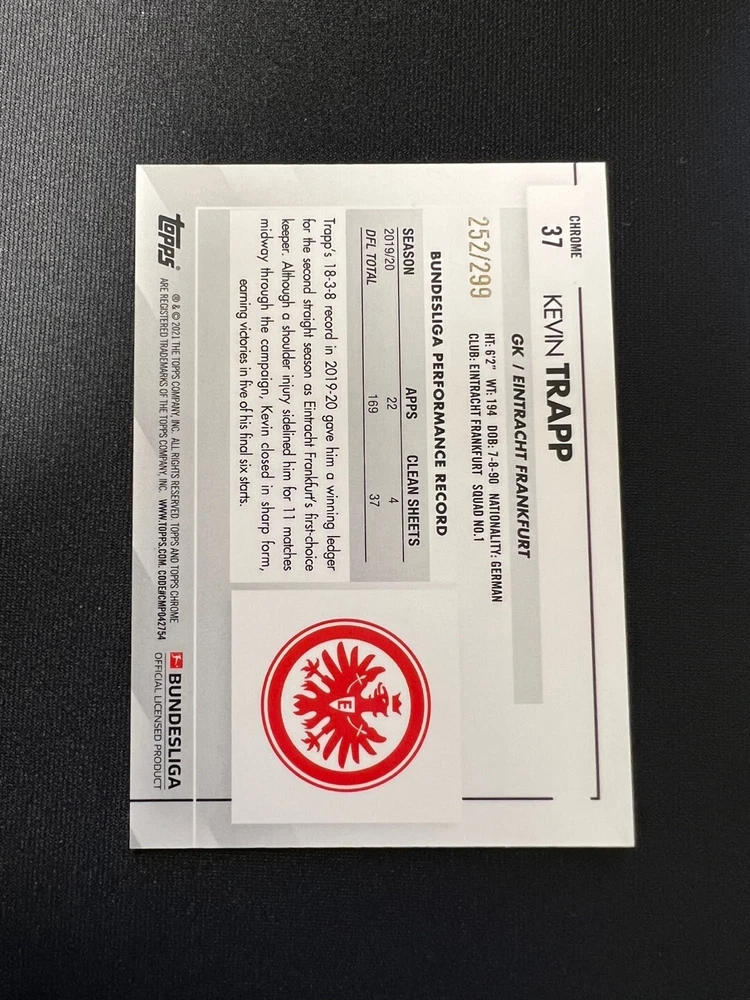 CHROME
37
KEVIN TRAPP
GK / EINTRACHT FRANKFURT
HT: 6'2" WT: 194 DOB: 7-8-90 NATIONALITY: GERMAN
CLUB: EINTRACHT FRANKFURT SQUAD NO.1
252/299
BUNDESLIGA PERFORMANCE RECORD
SEASON APPS CLEAN SHEETS
2019/20 22 4
DFL TOTAL 169 37
Trapp's 18-3-8 record in 2019-20 gave him a winning ledger
for the second straight season as Eintracht Frankfurt's first-choice
keeper. Although a shoulder injury sidelined him for 11 matches
midway through the campaign, Kevin closed in sharp form,
earning victories in five of his final six starts.
E
topps®
® & © 2021 THE TOPPS COMPANY, INC. ALL RIGHTS RESERVED. TOPPS AND TOPPS CHROME
ARE REGISTERED TRADEMARKS OF THE TOPPS COMPANY, INC. WWW.TOPPS.COM. CODE#CMP042754
BUNDESLIGA
OFFICIAL LICENSED PRODUCT